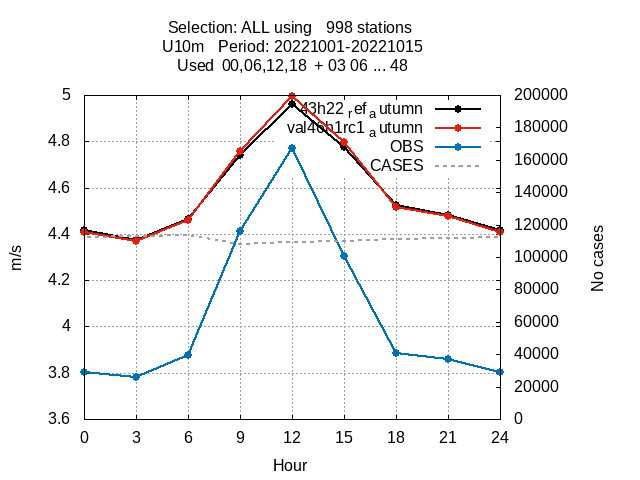 Selection: ALL using 998 stations
U10m Period: 20221001-20221015
Used 00,06,12,18 + 03 06 ... 48
43h22 ref autumn
autumn
OBS
CASES
5
4.8
4.6
4.4
4.2
4
3.8
3.6
200000
180000
160000
140000
120000
100000
80000
60000
40000
20000
0
m/s
No cases
0 3 6 9 12 15 18 21 24
Hour